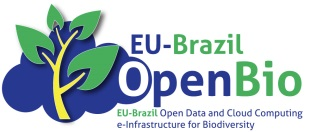 EU-Brazil
OpenBio
EU-Brazil Open Data and Cloud Computing
e-Infrastructure for Biodiversity